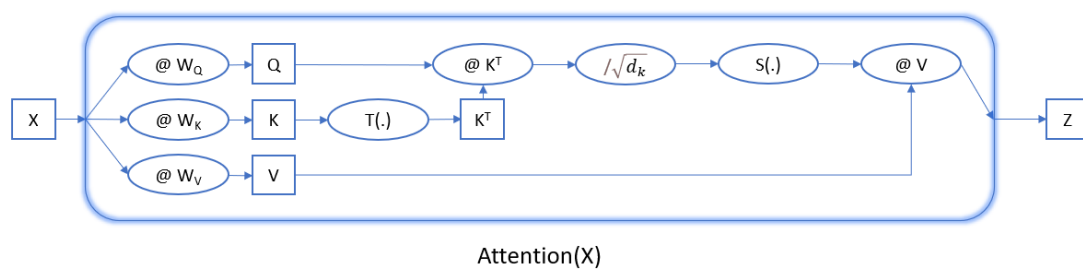 @ W_Q Q @ K^T /√d_k S(.) @ V
X @ W_K K T(.) K^T Z
@ W_V V
Attention(X)